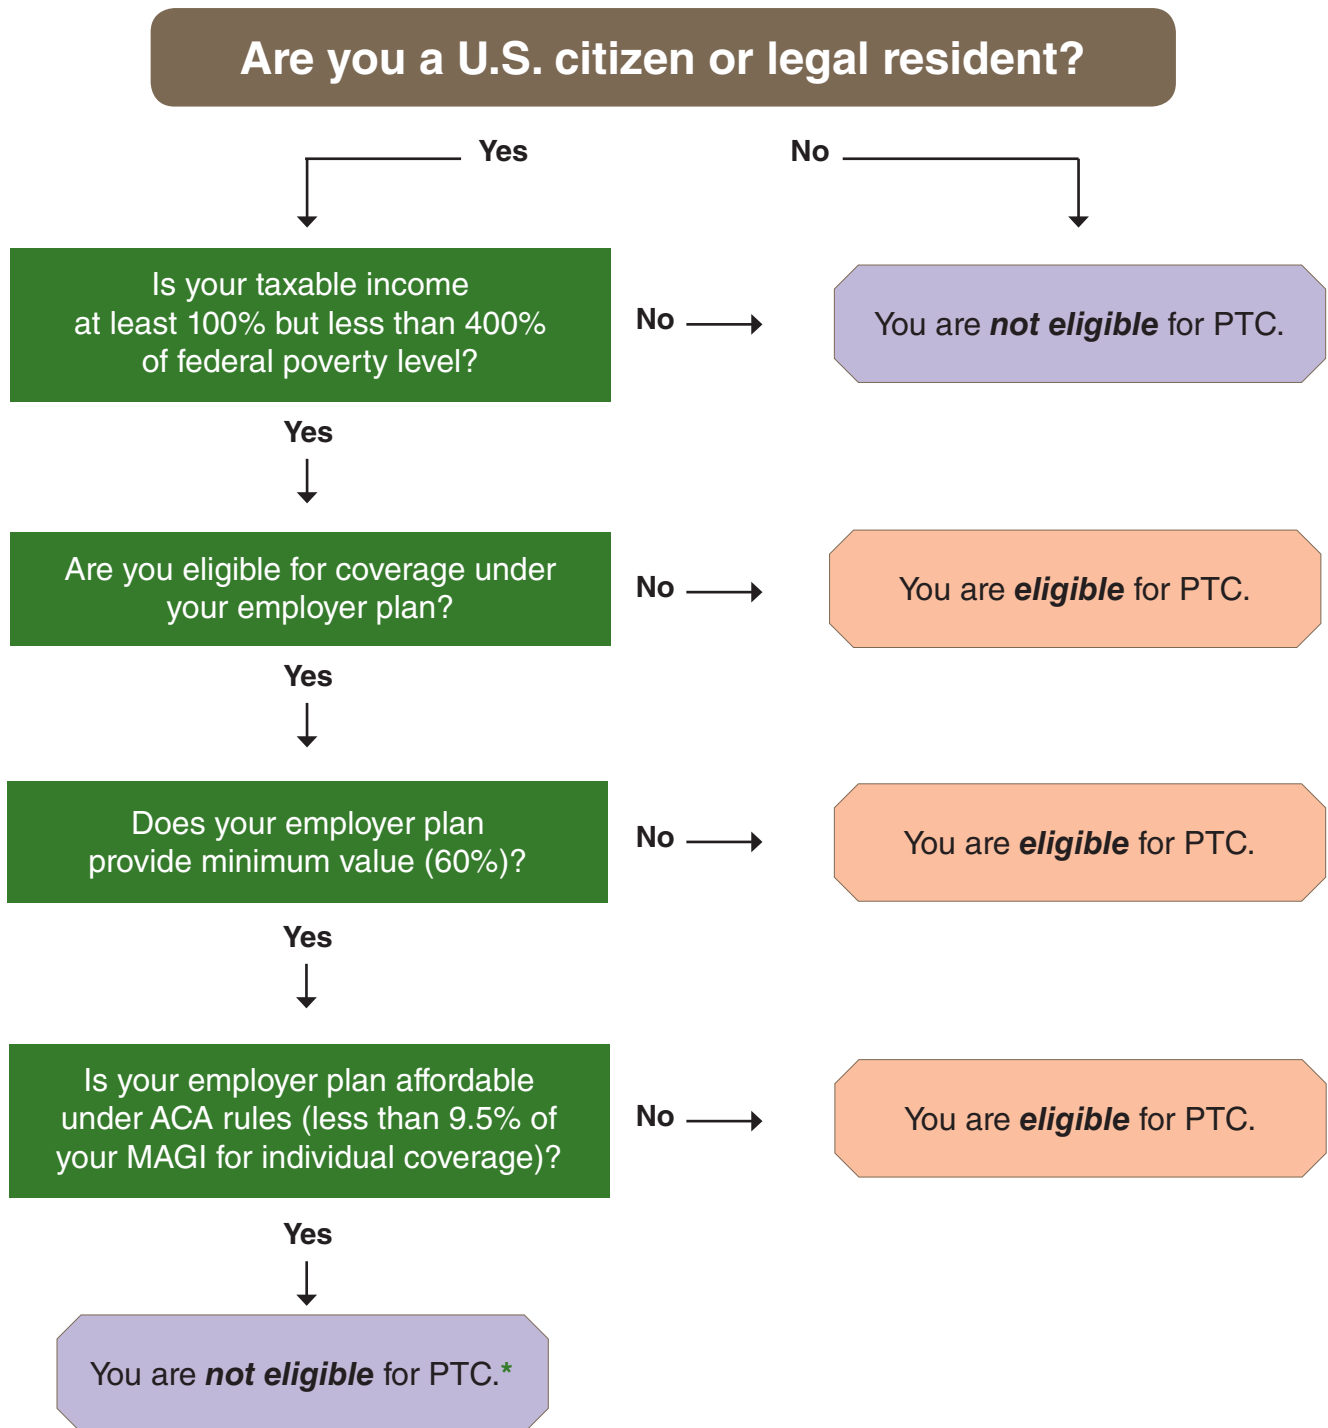 Are you a U.S. citizen or legal resident?
Yes
No
Is your taxable income
at least 100% but less than 400%
of federal poverty level?
No
You are not eligible for PTC.
Yes
Are you eligible for coverage under
your employer plan?
No
You are eligible for PTC.
Yes
Does your employer plan
provide minimum value (60%)?
No
You are eligible for PTC.
Yes
Is your employer plan affordable
under ACA rules (less than 9.5% of
your MAGI for individual coverage)?
No
You are eligible for PTC.
Yes
You are not eligible for PTC.*